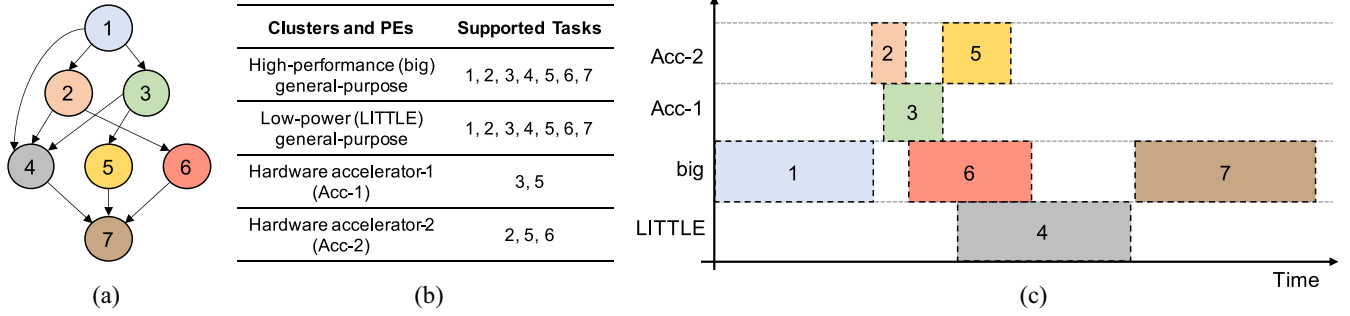 1
2
3
4
5
6
7
(a)
Clusters and PEs Supported Tasks
High-performance (big)
general-purpose
1, 2, 3, 4, 5, 6, 7
Low-power (LITTLE)
general-purpose
1, 2, 3, 4, 5, 6, 7
Hardware accelerator-1
(Acc-1)
3, 5
Hardware accelerator-2
(Acc-2)
2, 5, 6
(b)
Acc-2
2
5
Acc-1
3
big
1
6
7
LITTLE
4
Time
(c)